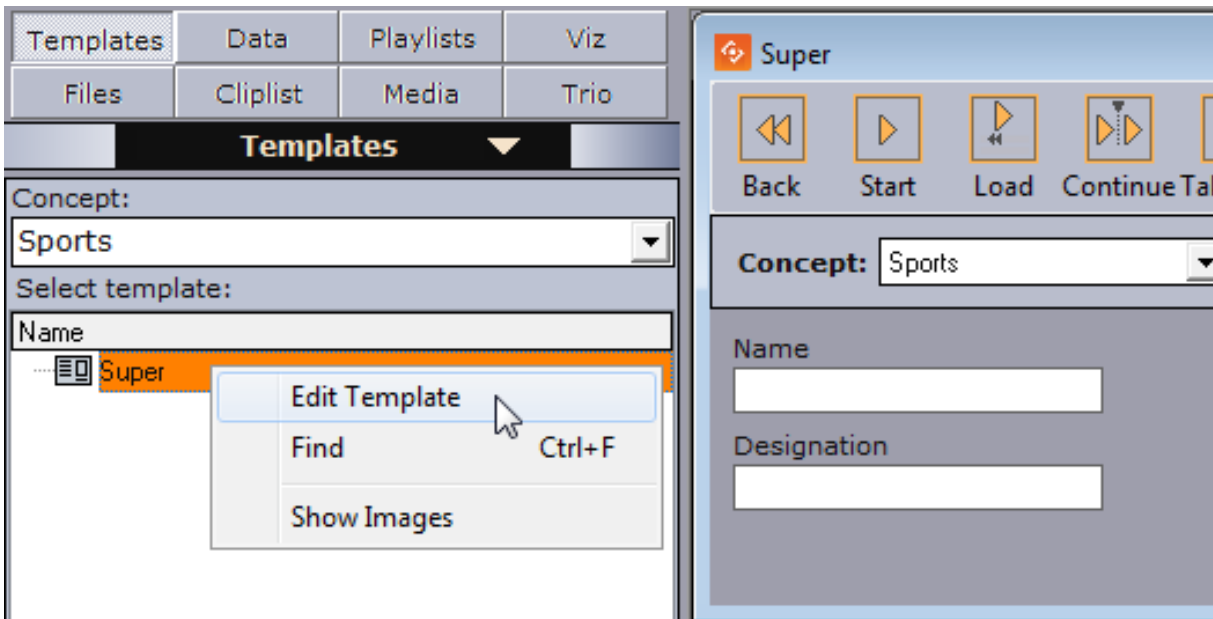 Templates Data Playlists Viz
Files Cliplist Media Trio
Templates
Concept:
Sports
Select template:
Name
Super
Edit Template
Find Ctrl+F
Show Images
Super
Back Start Load Continue
Concept: Sports
Name
Designation